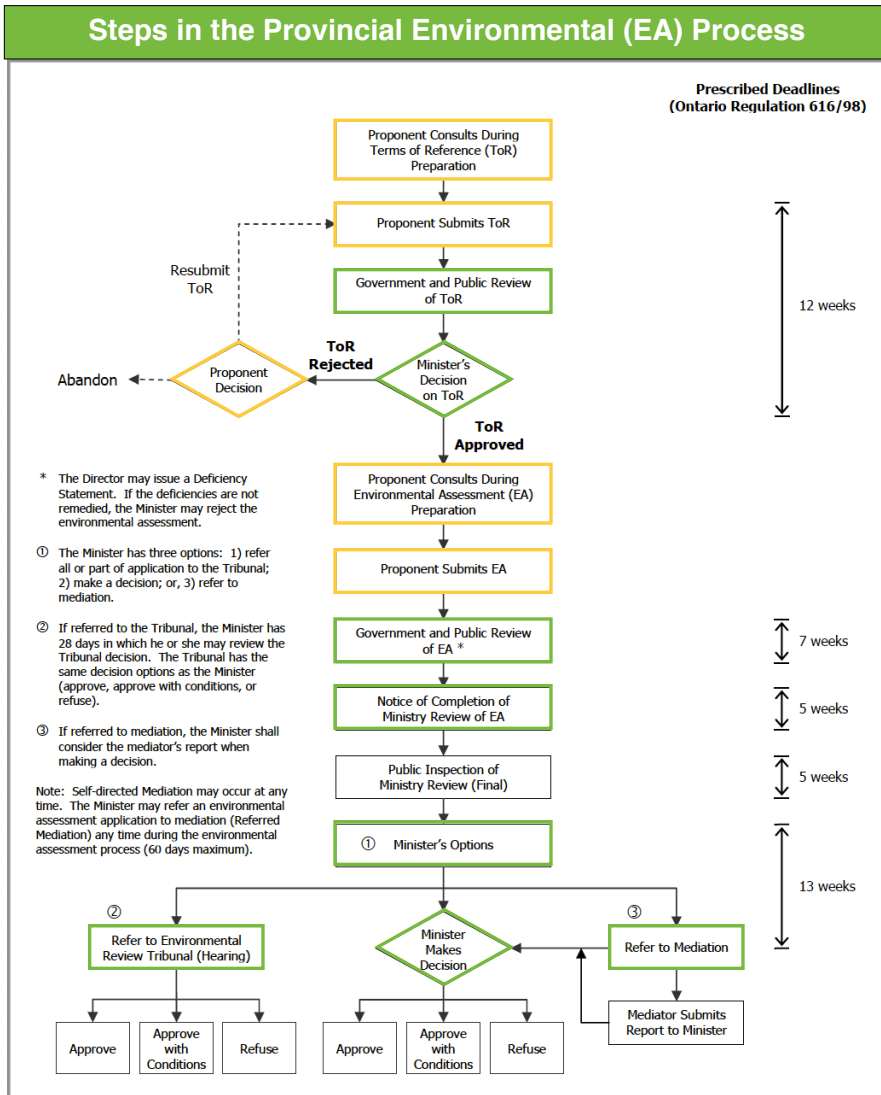 Steps in the Provincial Environmental (EA) Process
Prescribed Deadlines
(Ontario Regulation 616/98)
Proponent Consults During
Terms of Reference (ToR)
Preparation
Proponent Submits ToR
Resubmit
ToR
Government and Public Review
of ToR
12 weeks
ToR
Rejected
Abandon
Proponent
Decision
Minister's
Decision
on ToR
ToR
Approved
* The Director may issue a Deficiency
Statement. If the deficiencies are not
remedied, the Minister may reject the
environmental assessment.
① The Minister has three options: 1) refer
all or part of application to the Tribunal;
2) make a decision; or, 3) refer to
mediation.
② If referred to the Tribunal, the Minister has
28 days in which he or she may review the
Tribunal decision. The Tribunal has the
same decision options as the Minister
(approve, approve with conditions, or
refuse).
③ If referred to mediation, the Minister shall
consider the mediator's report when
making a decision.
Note: Self-directed Mediation may occur at any
time. The Minister may refer an environmental
assessment application to mediation (Referred
Mediation) any time during the environmental
assessment process (60 days maximum).
Proponent Consults During
Environmental Assessment (EA)
Preparation
Proponent Submits EA
Government and Public Review
of EA *
7 weeks
Notice of Completion of
Ministry Review of EA
5 weeks
Public Inspection of
Ministry Review (Final)
5 weeks
① Minister's Options
13 weeks
②
Refer to Environmental
Review Tribunal (Hearing)
Minister
Makes
Decision
③
Refer to Mediation
Mediator Submits
Report to Minister
Approve
Approve
with
Conditions
Refuse
Approve
Approve
with
Conditions
Refuse